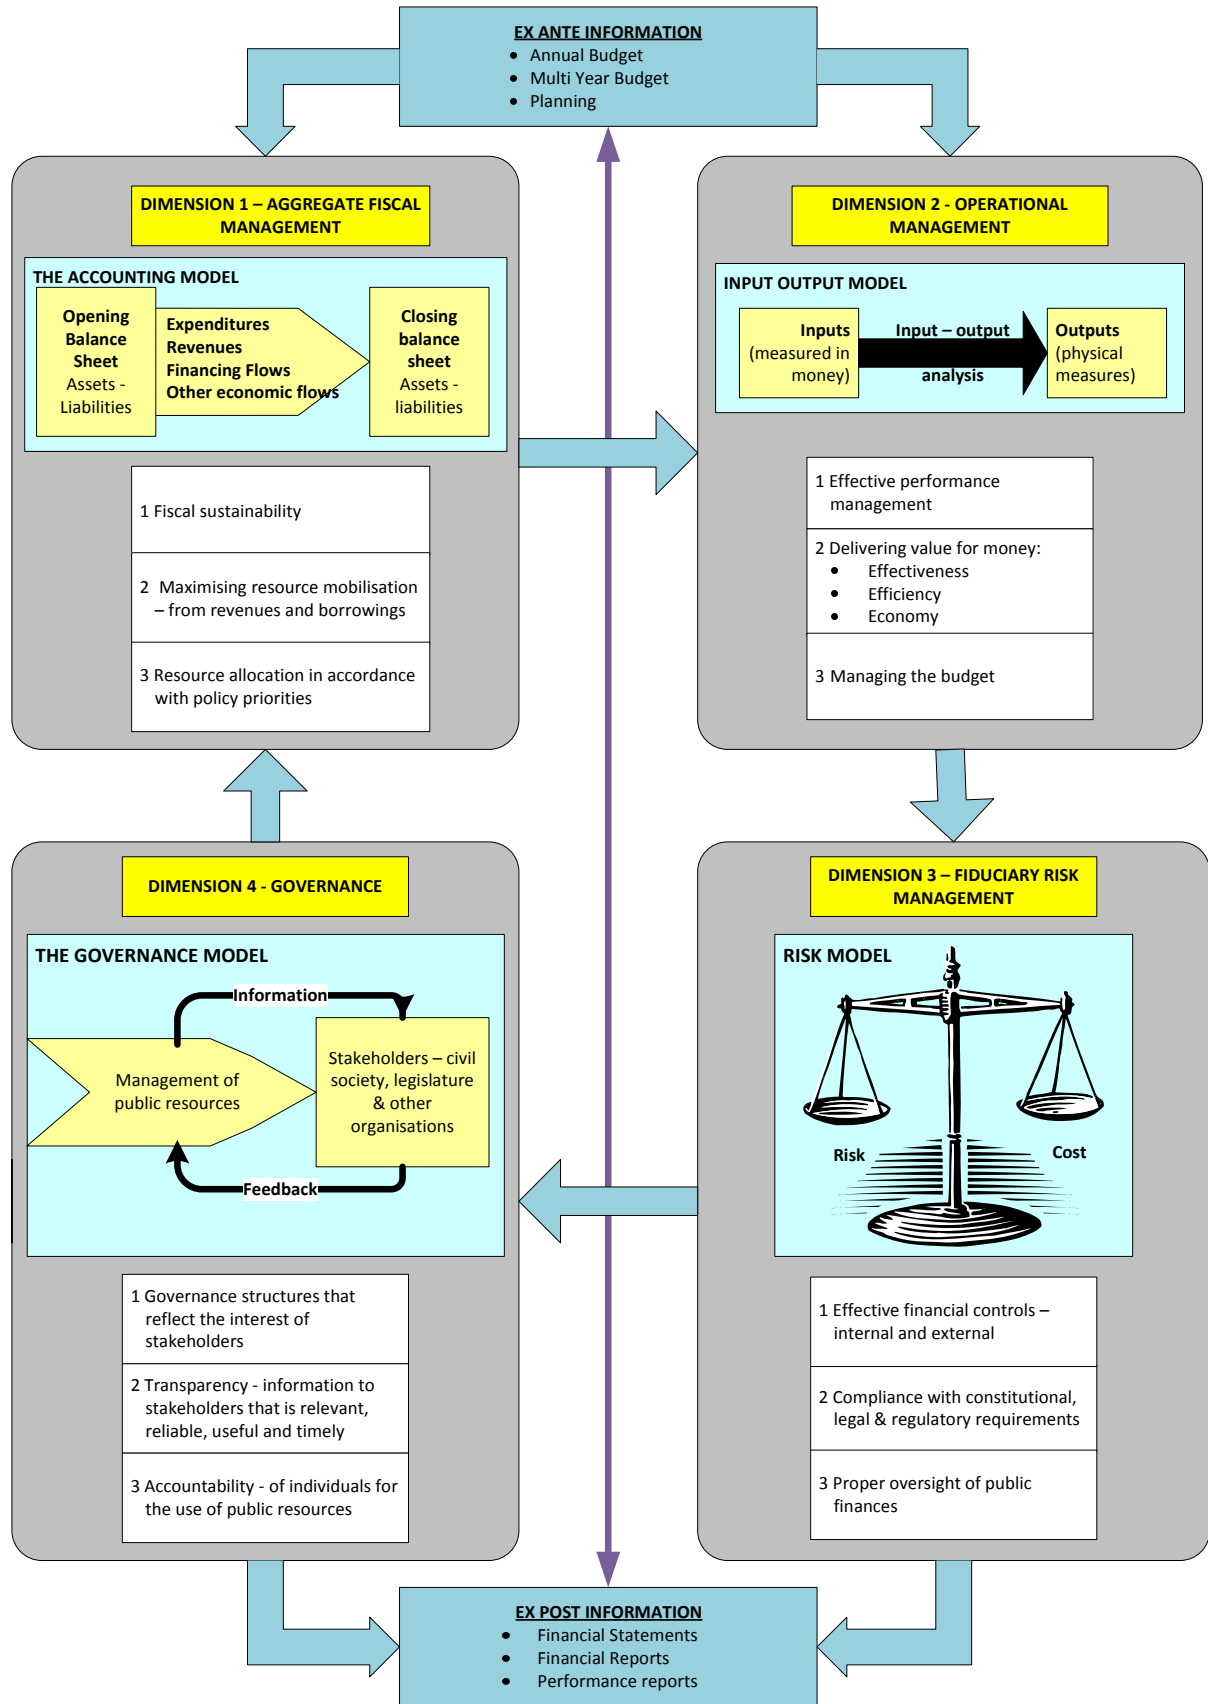 EX ANTE INFORMATION
• Annual Budget
• Multi Year Budget
• Planning
DIMENSION 1 – AGGREGATE FISCAL
MANAGEMENT
THE ACCOUNTING MODEL
Opening
Balance
Sheet
Assets -
Liabilities
Expenditures
Revenues
Financing Flows
Other economic flows
Closing
balance
sheet
Assets -
liabilities
1 Fiscal sustainability
2 Maximising resource mobilisation
– from revenues and borrowings
3 Resource allocation in accordance
with policy priorities
DIMENSION 2 - OPERATIONAL
MANAGEMENT
INPUT OUTPUT MODEL
Inputs
(measured in
money)
Input – output
analysis
Outputs
(physical
measures)
1 Effective performance
management
2 Delivering value for money:
• Effectiveness
• Efficiency
• Economy
3 Managing the budget
DIMENSION 4 - GOVERNANCE
THE GOVERNANCE MODEL
Information
Management of
public resources
Stakeholders – civil
society, legislature
& other
organisations
Feedback
1 Governance structures that
reflect the interest of
stakeholders
2 Transparency - information to
stakeholders that is relevant,
reliable, useful and timely
3 Accountability - of individuals for
the use of public resources
DIMENSION 3 – FIDUCIARY RISK
MANAGEMENT
RISK MODEL
Risk
Cost
1 Effective financial controls –
internal and external
2 Compliance with constitutional,
legal & regulatory requirements
3 Proper oversight of public
finances
EX POST INFORMATION
• Financial Statements
• Financial Reports
• Performance reports